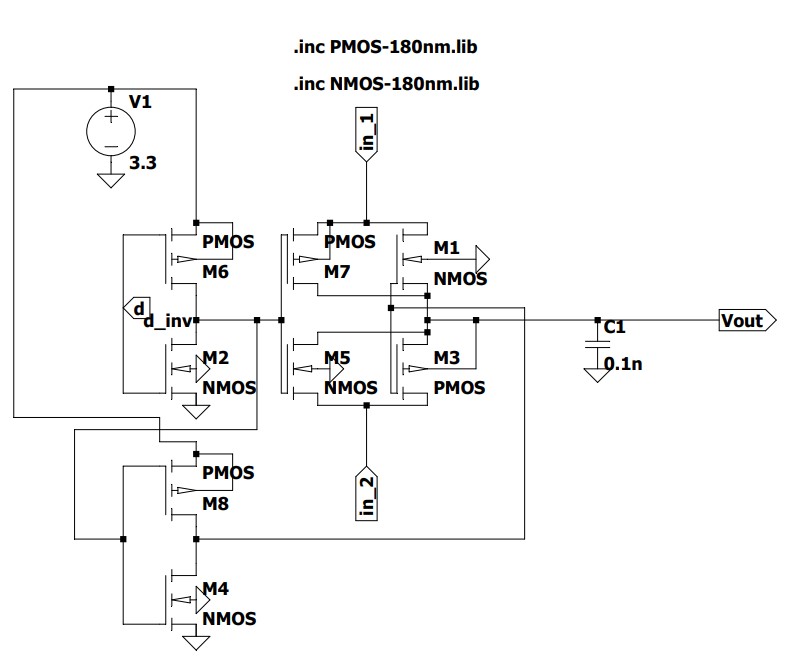 .inc PMOS-180nm.lib
.inc NMOS-180nm.lib
V1
+
3.3
in_1
PMOS
M6
PMOS
M7
M1
NMOS
d
d_inv
M2
NMOS
M5
NMOS
M3
PMOS
C1
0.1n
Vout
PMOS
M8
in_2
M4
NMOS